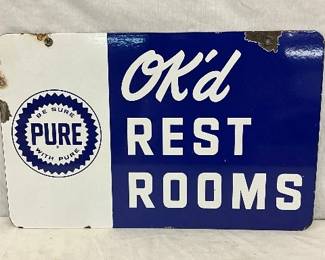 BE SURE
PURE
WITH PURE
OK'd
REST
ROOMS